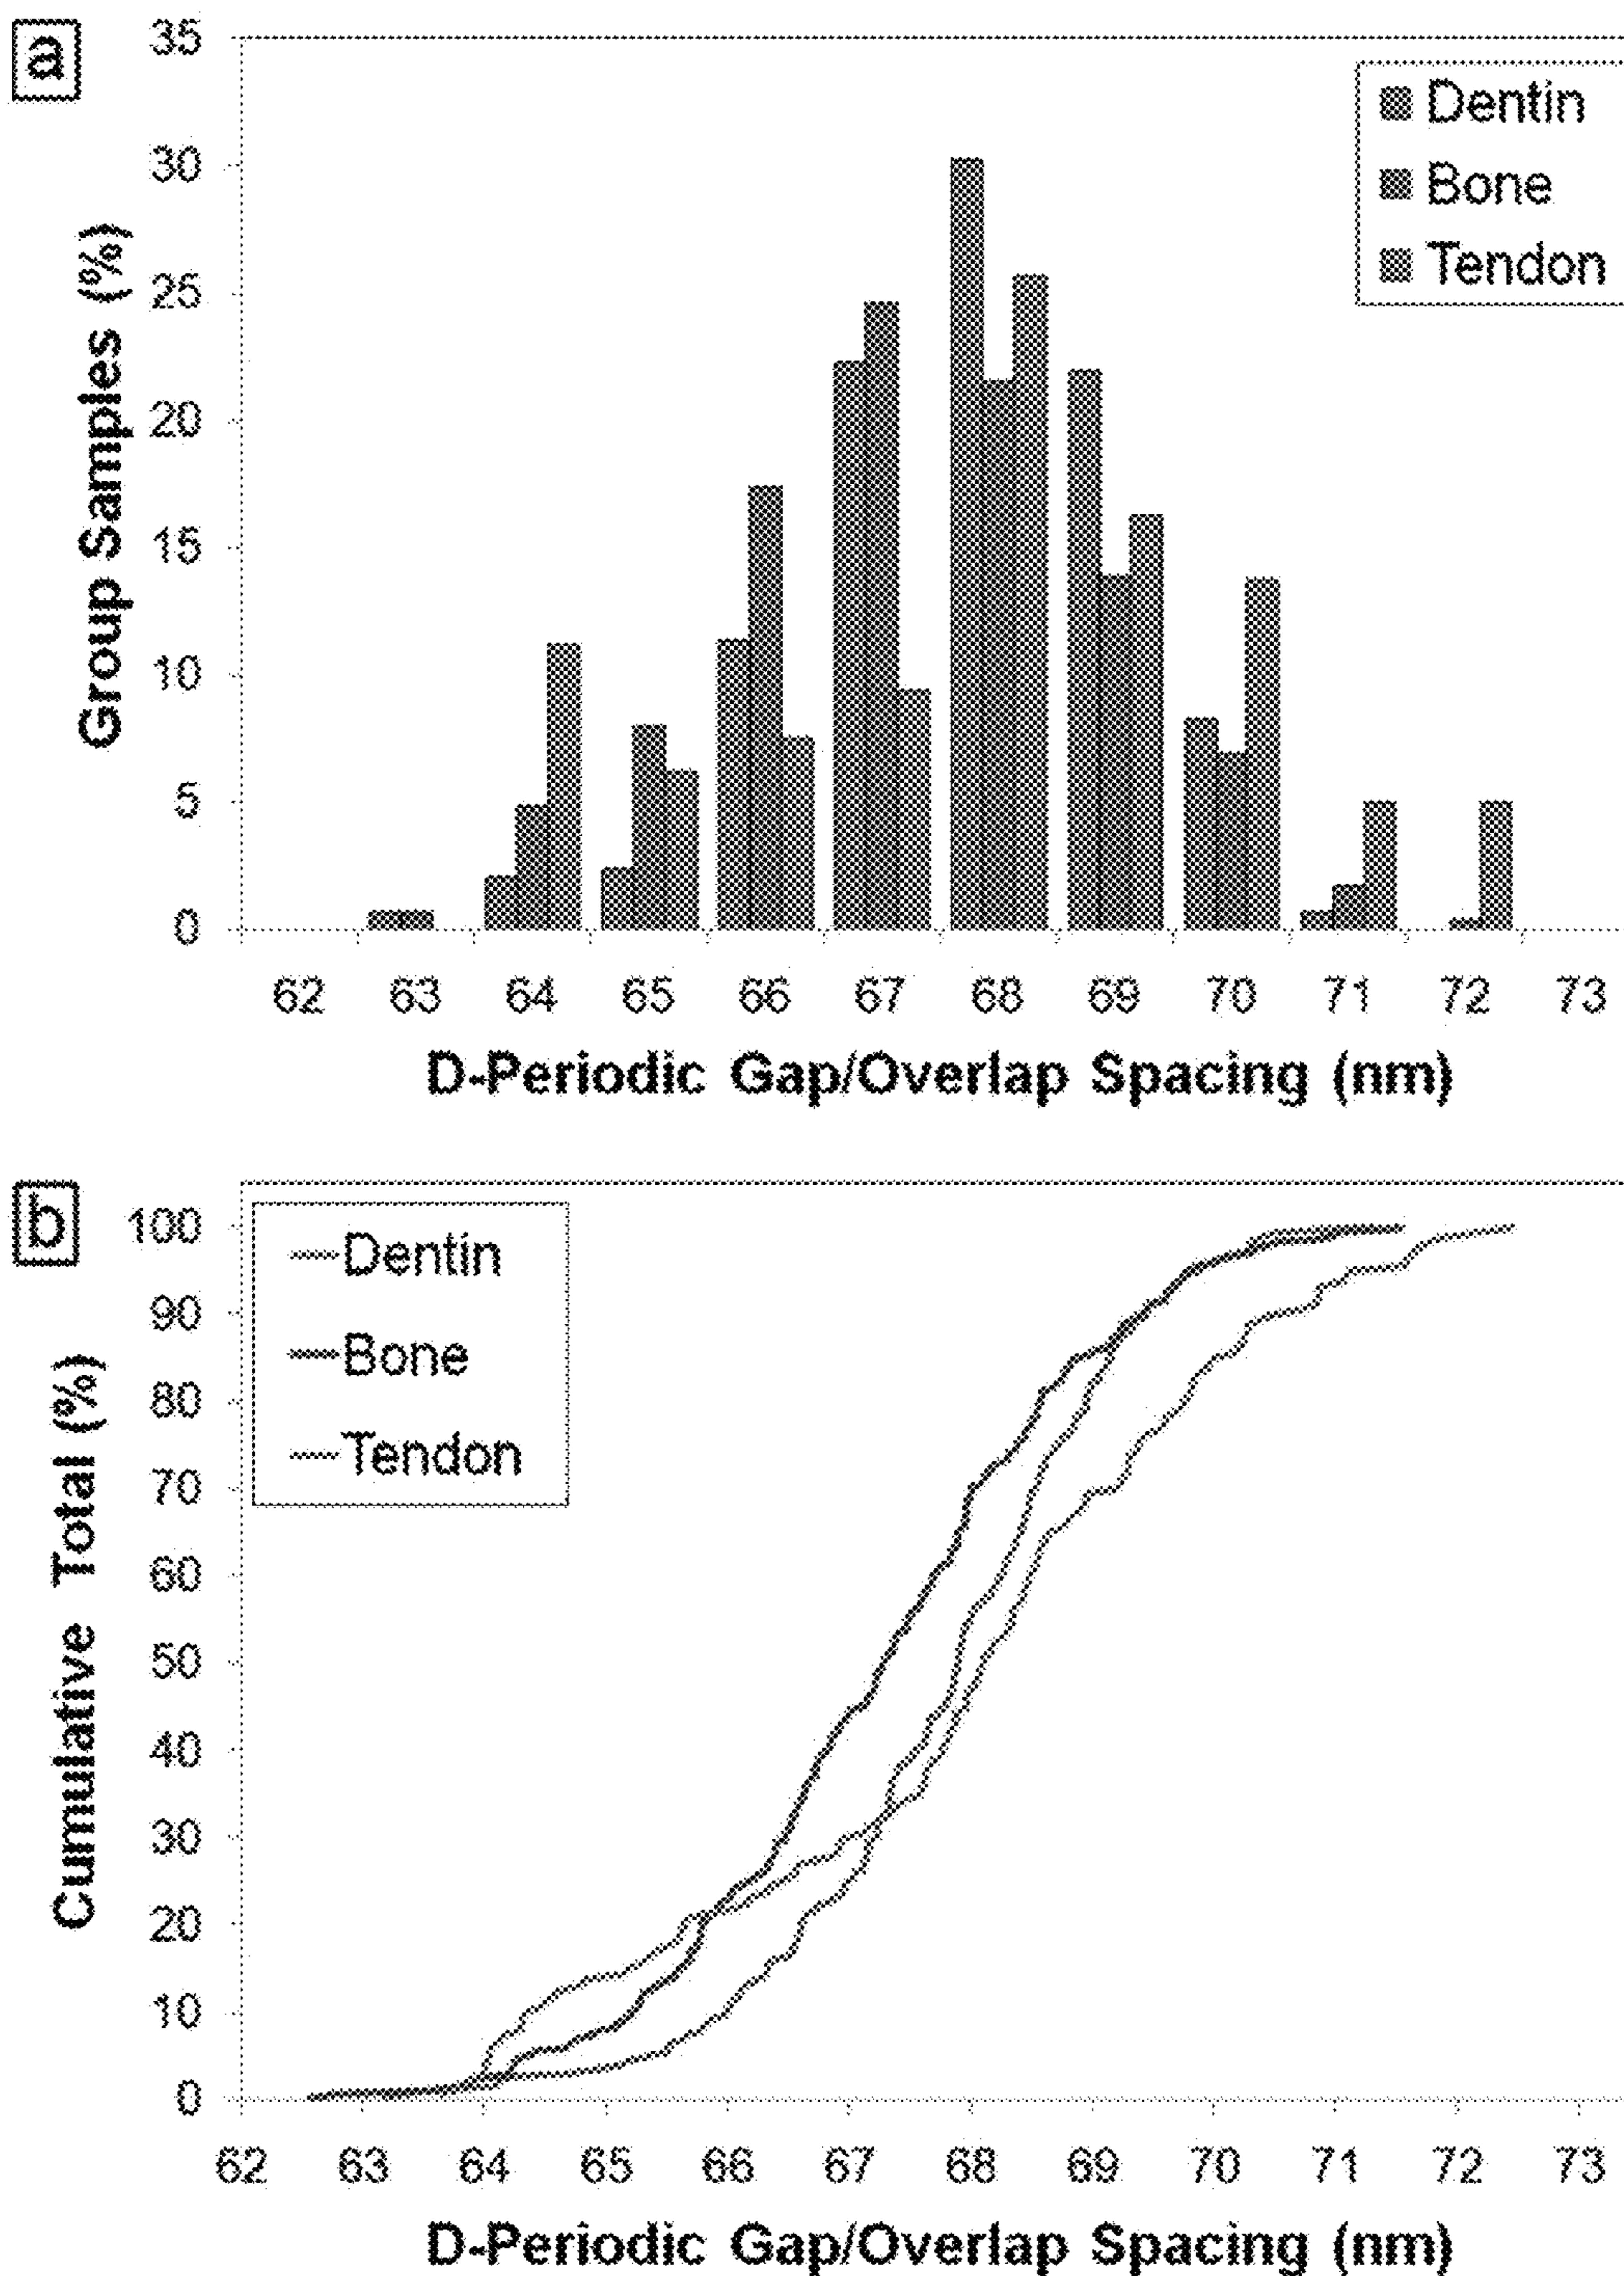 a
35
30
25
20
15
10
5
0
Group Samples (%)
Dentin
Bone
Tendon
62 63 64 65 66 67 68 69 70 71 72 73
D-Periodic Gap/Overlap Spacing (nm)
b
100
90
80
70
60
50
40
30
20
10
0
Cumulative Total (%)
Dentin
Bone
Tendon
62 63 64 65 66 67 68 69 70 71 72 73
D-Periodic Gap/Overlap Spacing (nm)